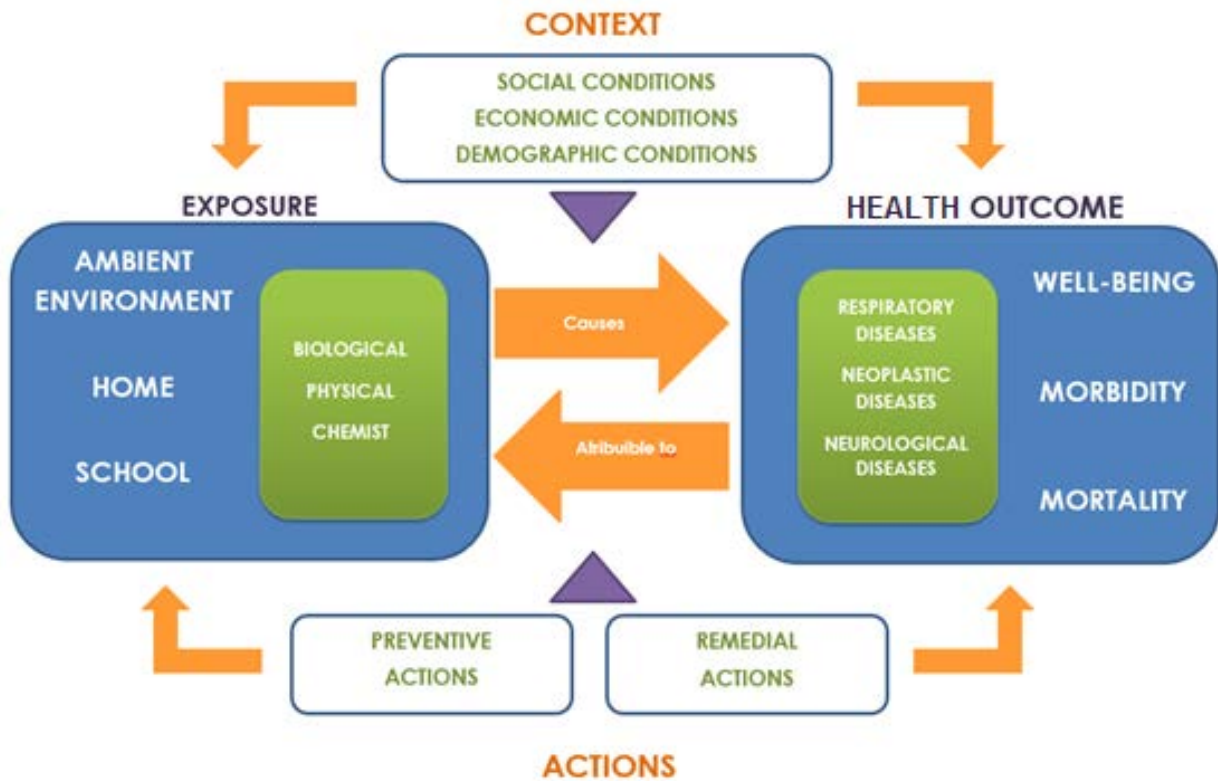 CONTEXT
SOCIAL CONDITIONS
ECONOMIC CONDITIONS
DEMOGRAPHIC CONDITIONS
EXPOSURE
AMBIENT
ENVIRONMENT
HOME
SCHOOL
BIOLOGICAL
PHYSICAL
CHEMIST
Causes
Atribuible to
HEALTH OUTCOME
RESPIRATORY
DISEASES
NEOPLASTIC
DISEASES
NEUROLOGICAL
DISEASES
WELL-BEING
MORBIDITY
MORTALITY
PREVENTIVE
ACTIONS
REMEDIAL
ACTIONS
ACTIONS